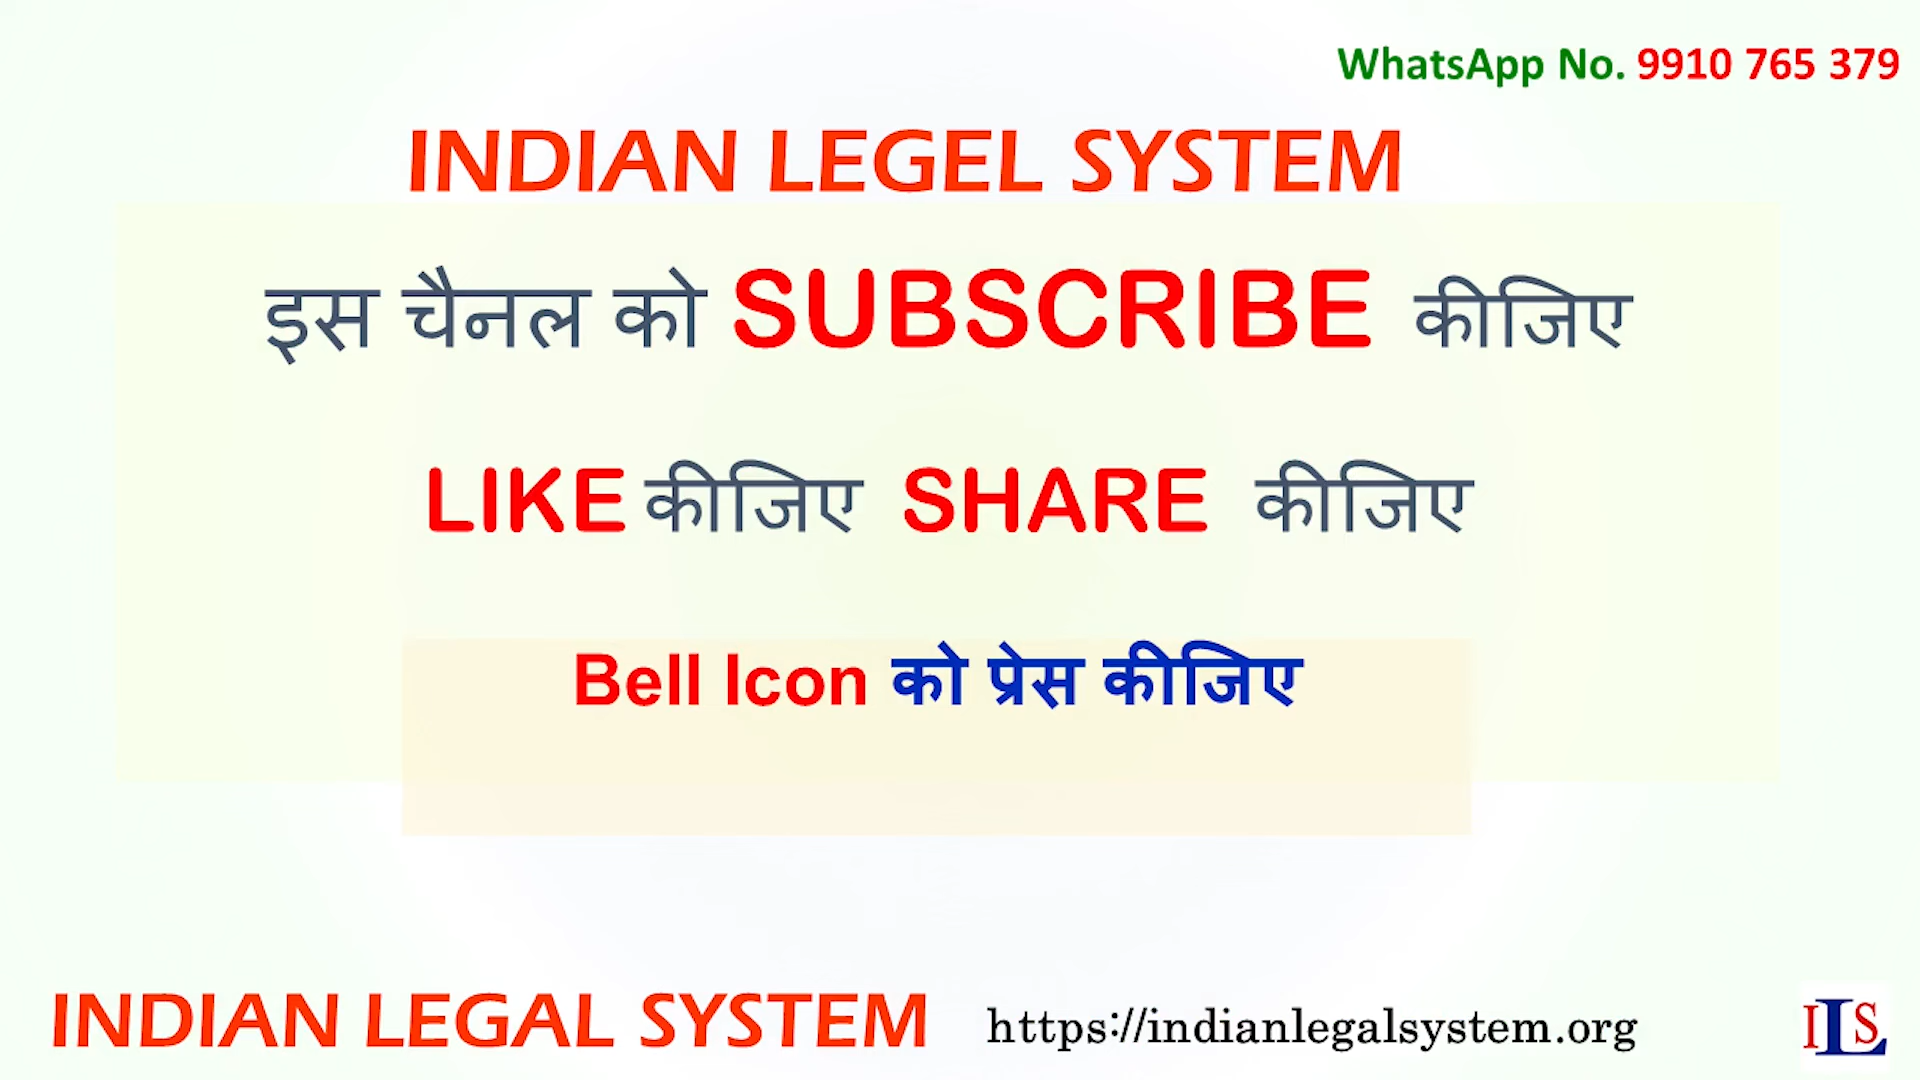 WhatsApp No. 9910 765 379
INDIAN LEGEL SYSTEM
इस चैनल को SUBSCRIBE कीजिए
LIKE कीजिए SHARE कीजिए
Bell Icon को प्रेस कीजिए
INDIAN LEGAL SYSTEM https://indianlegalsystem.org ILS